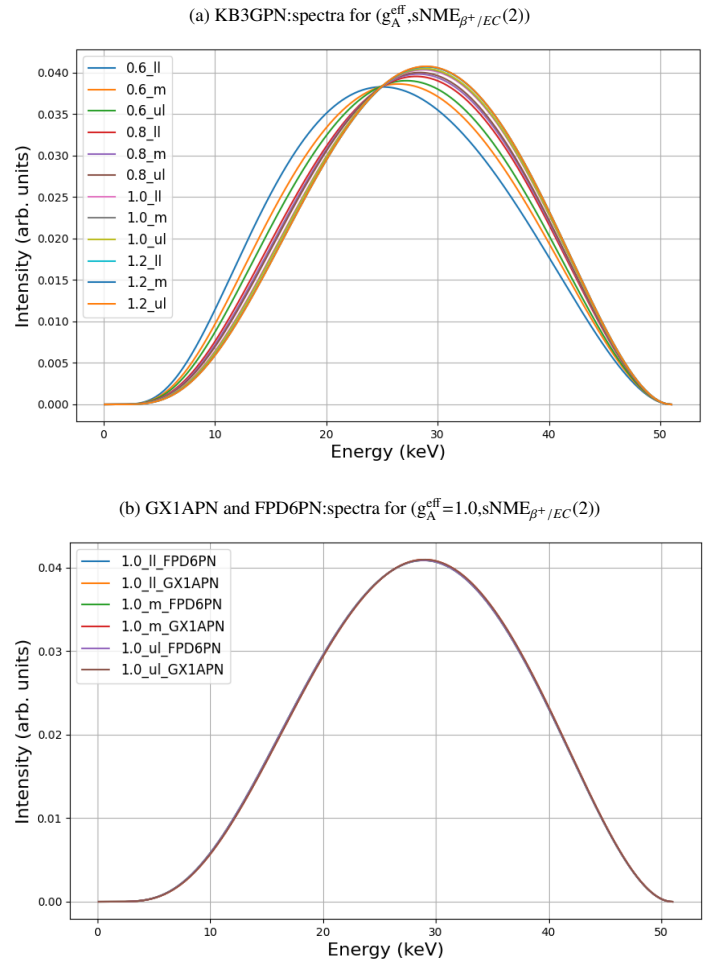 (a) KB3GPN:spectra for (g_A^eff,sNME_β⁺/EC(2))
0.040
0.035
0.030
0.025
0.020
0.015
0.010
0.005
0.000
Intensity (arb. units)
0.6_ll
0.6_m
0.6_ul
0.8_ll
0.8_m
0.8_ul
1.0_ll
1.0_m
1.0_ul
1.2_ll
1.2_m
1.2_ul
0 10 20 30 40 50
Energy (keV)
(b) GX1APN and FPD6PN:spectra for (g_A^eff=1.0,sNME_β⁺/EC(2))
0.04
0.03
0.02
0.01
0.00
Intensity (arb. units)
1.0_ll_FPD6PN
1.0_ll_GX1APN
1.0_m_FPD6PN
1.0_m_GX1APN
1.0_ul_FPD6PN
1.0_ul_GX1APN
0 10 20 30 40 50
Energy (keV)